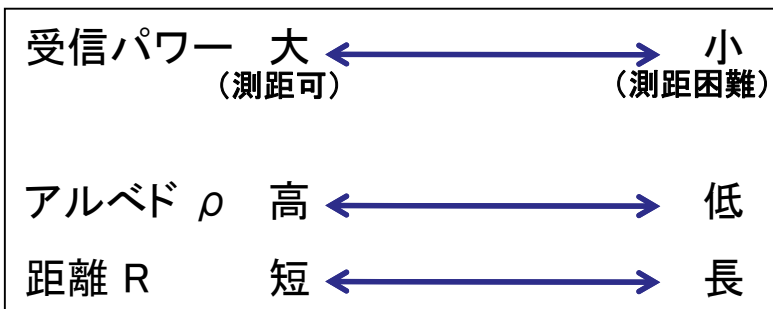 受信パワー 大 小
(測距可) (測距困難)
アルベド ρ 高 低
距離 R 短 長